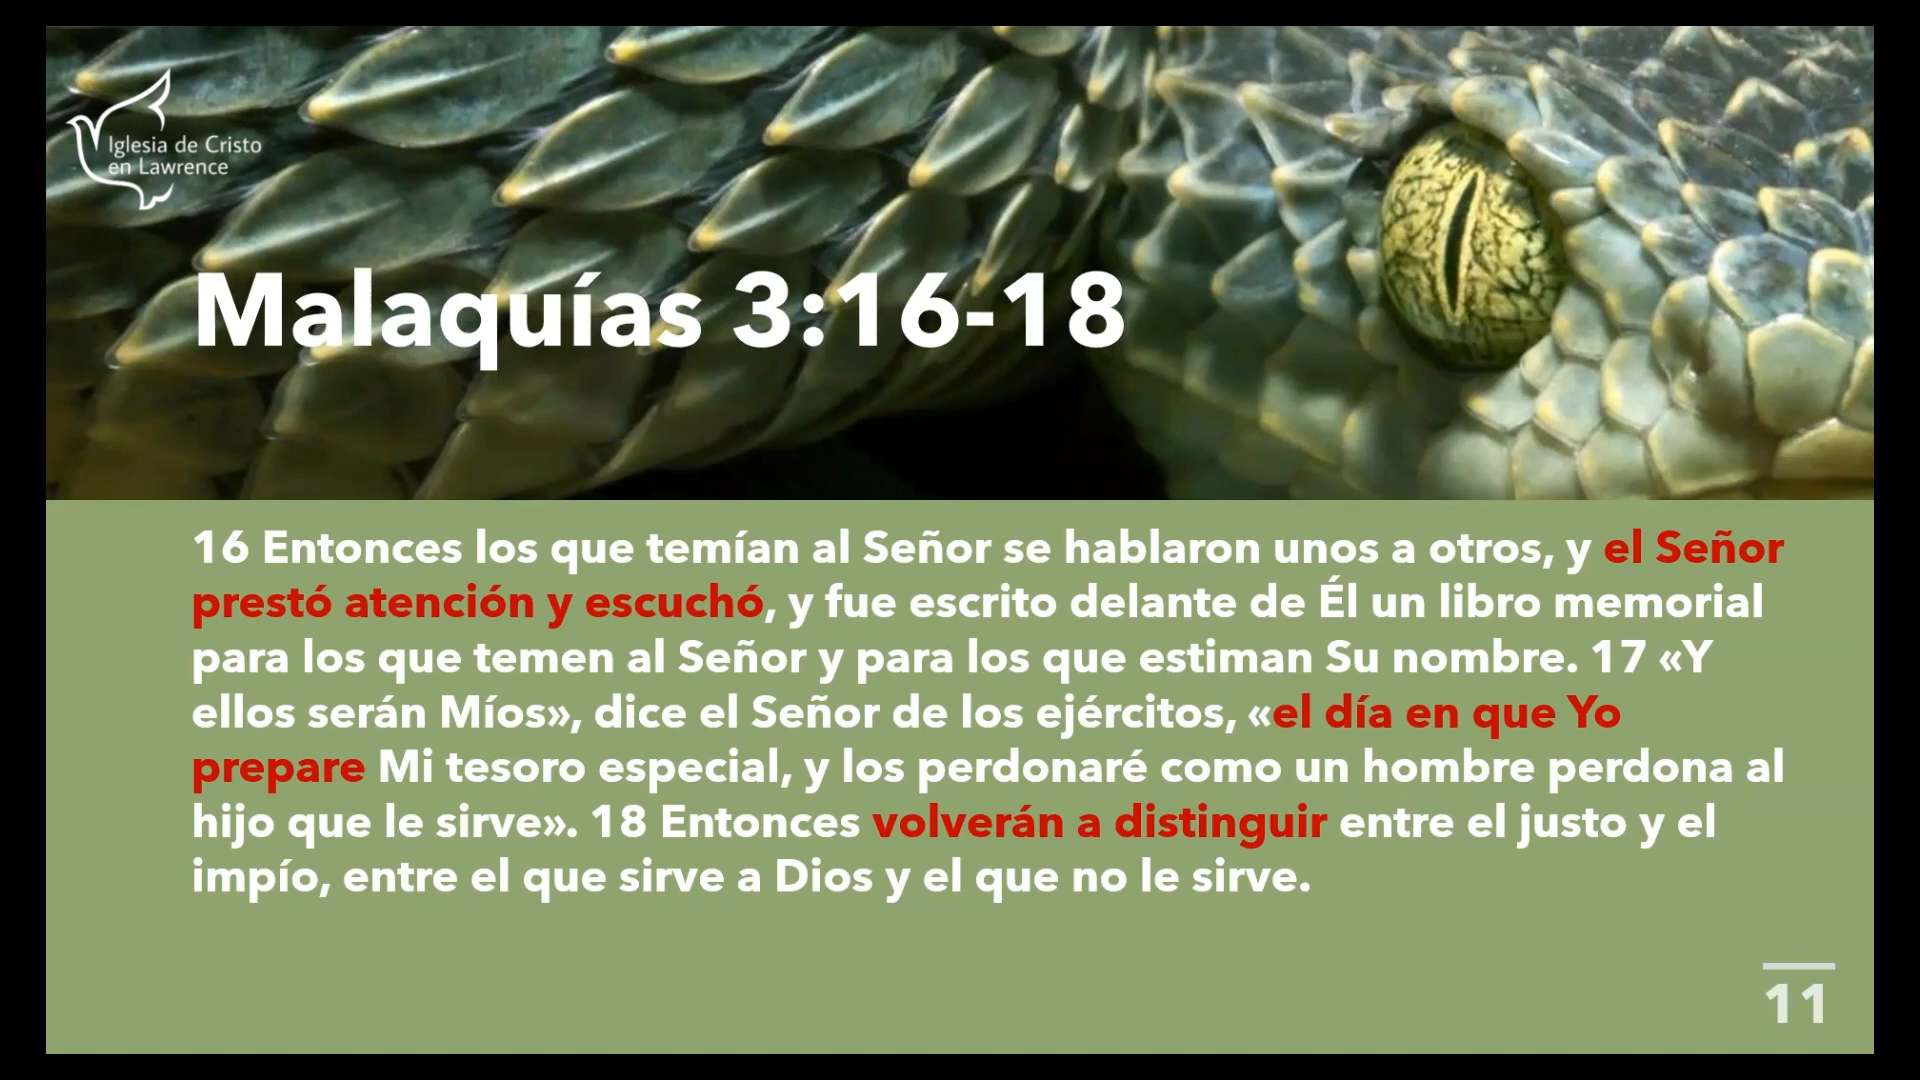 Iglesia de Cristo
en Lawrence
Malaquías 3:16-18
16 Entonces los que temían al Señor se hablaron unos a otros, y el Señor
prestó atención y escuchó, y fue escrito delante de Él un libro memorial
para los que temen al Señor y para los que estiman Su nombre. 17 «Y
ellos serán Míos», dice el Señor de los ejércitos, «el día en que Yo
prepare Mi tesoro especial, y los perdonaré como un hombre perdona al
hijo que le sirve». 18 Entonces volverán a distinguir entre el justo y el
impío, entre el que sirve a Dios y el que no le sirve.
11